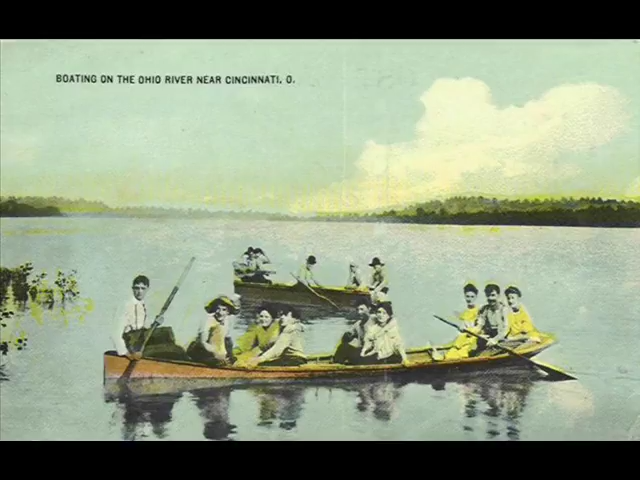 BOATING ON THE OHIO RIVER NEAR CINCINNATI, O.